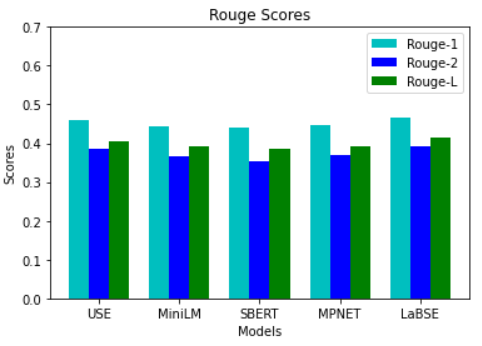 Rouge Scores
Rouge-1
Rouge-2
Rouge-L
Scores
0.7
0.6
0.5
0.4
0.3
0.2
0.1
0.0
USE MiniLM SBERT MPNET LaBSE
Models